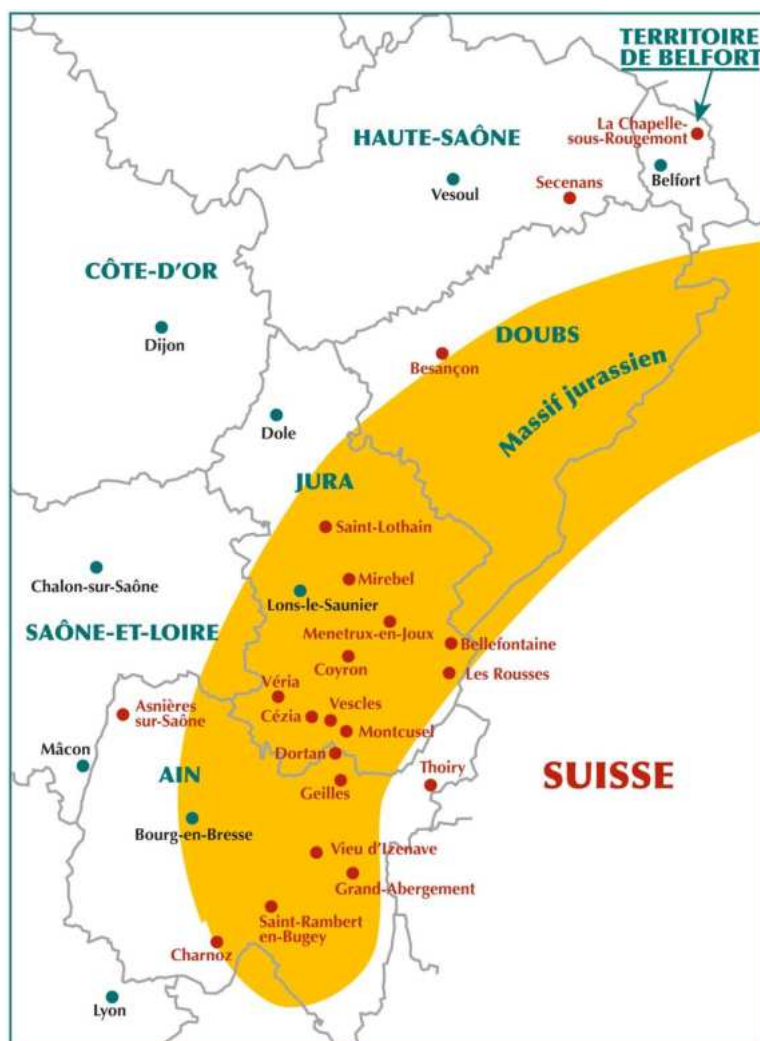 TERRITOIRE
DE BELFORT
La Chapelle-
sous-Rougemont
HAUTE-SAÔNE
Belfort
Vesoul
Secenans
CÔTE-D'OR
Dijon
DOUBS
Besançon
Massif jurassien
Dole
JURA
Saint-Lothain
Chalon-sur-Saône
Mirebel
Lons-le-Saunier
SAÔNE-ET-LOIRE
Menetrux-en-Joux
Bellefontaine
Coyron
Les Rousses
Véria
Asnières
sur-Saône
Cézia
Vescles
Montcusel
Mâcon
Dortan
Thoiry
SUISSE
AIN
Geilles
Bourg-en-Bresse
Vieu d'Izenave
Grand-Abergement
Saint-Rambert
en-Bugey
Charnoz
Lyon